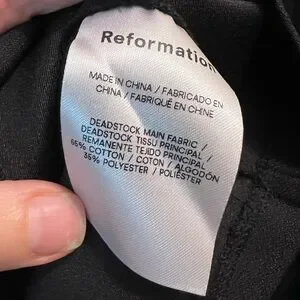 Reformation
MADE IN CHINA / FABRICADO EN
CHINA / FABRIQUÉ EN CHINE
DEADSTOCK MAIN FABRIC /
DEADSTOCK TISSU PRINCIPAL /
REMANENTE TEJIDO PRINCIPAL
65% COTTON / COTON / ALGODÓN
35% POLYESTER / POLIÉSTER